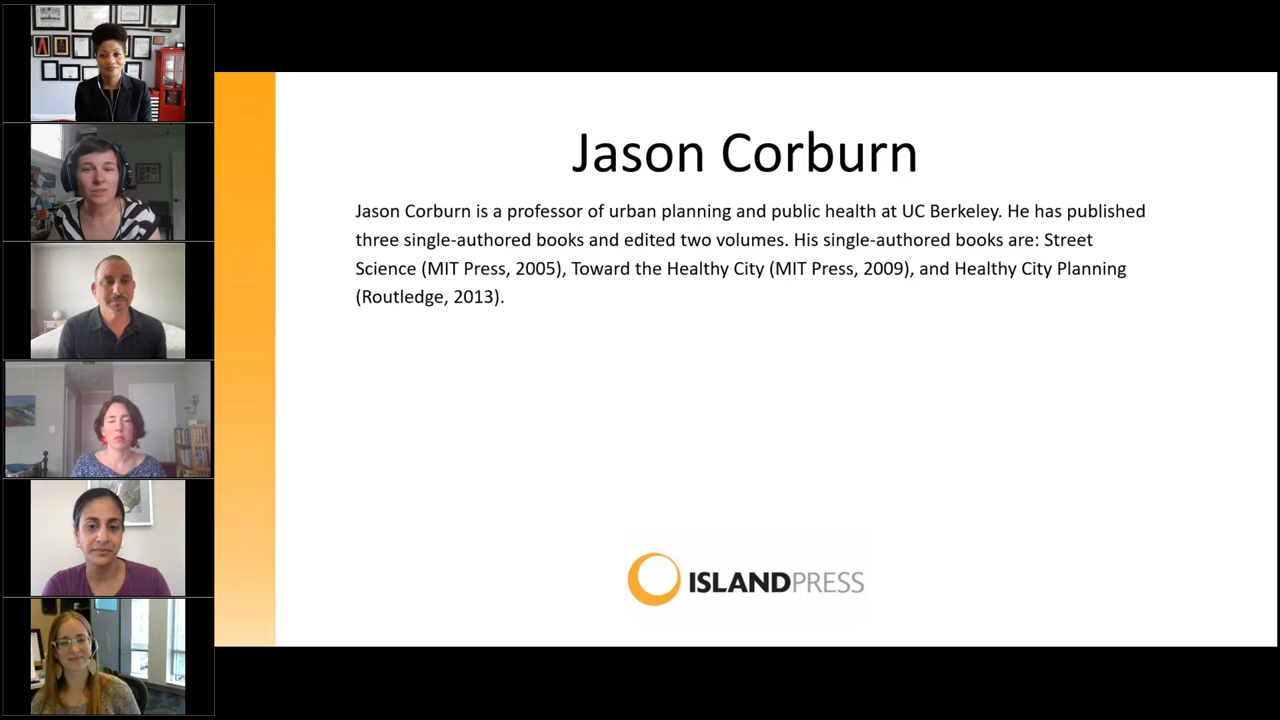 Jason Corburn
Jason Corburn is a professor of urban planning and public health at UC Berkeley. He has published
three single-authored books and edited two volumes. His single-authored books are: Street
Science (MIT Press, 2005), Toward the Healthy City (MIT Press, 2009), and Healthy City Planning
(Routledge, 2013).
ISLANDPRESS